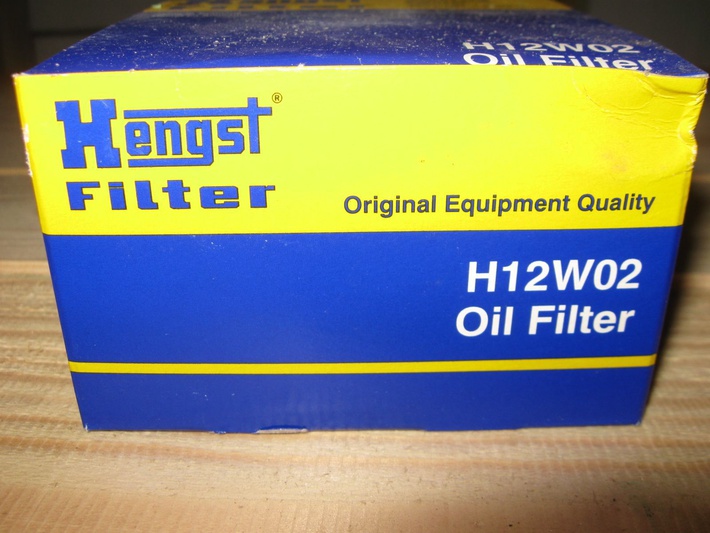 H12W02
Oil Filter
Hengst®
Filter
Original Equipment Quality
H12W02
Oil Filter